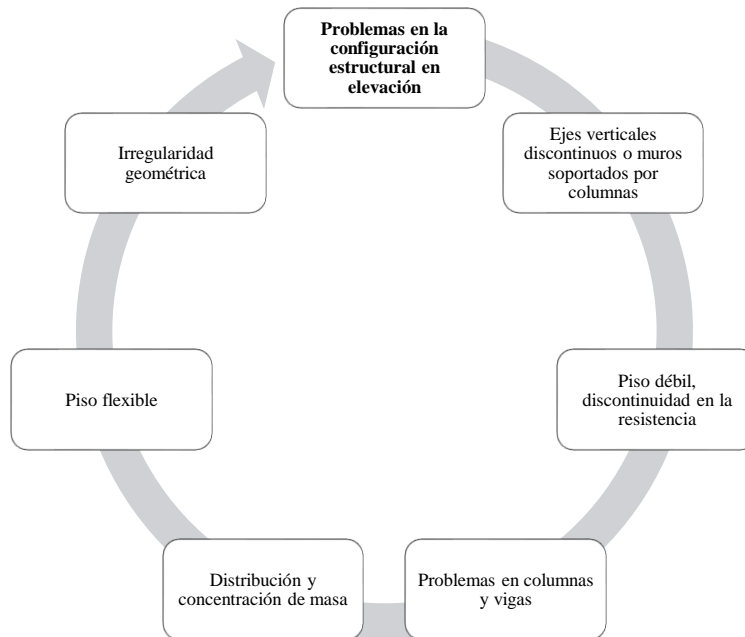 Problemas en la
configuración
estructural en
elevación
Ejes verticales
discontinuos o muros
soportados por
columnas
Piso débil,
discontinuidad en la
resistencia
Problemas en columnas
y vigas
Distribución y
concentración de masa
Piso flexible
Irregularidad
geométrica